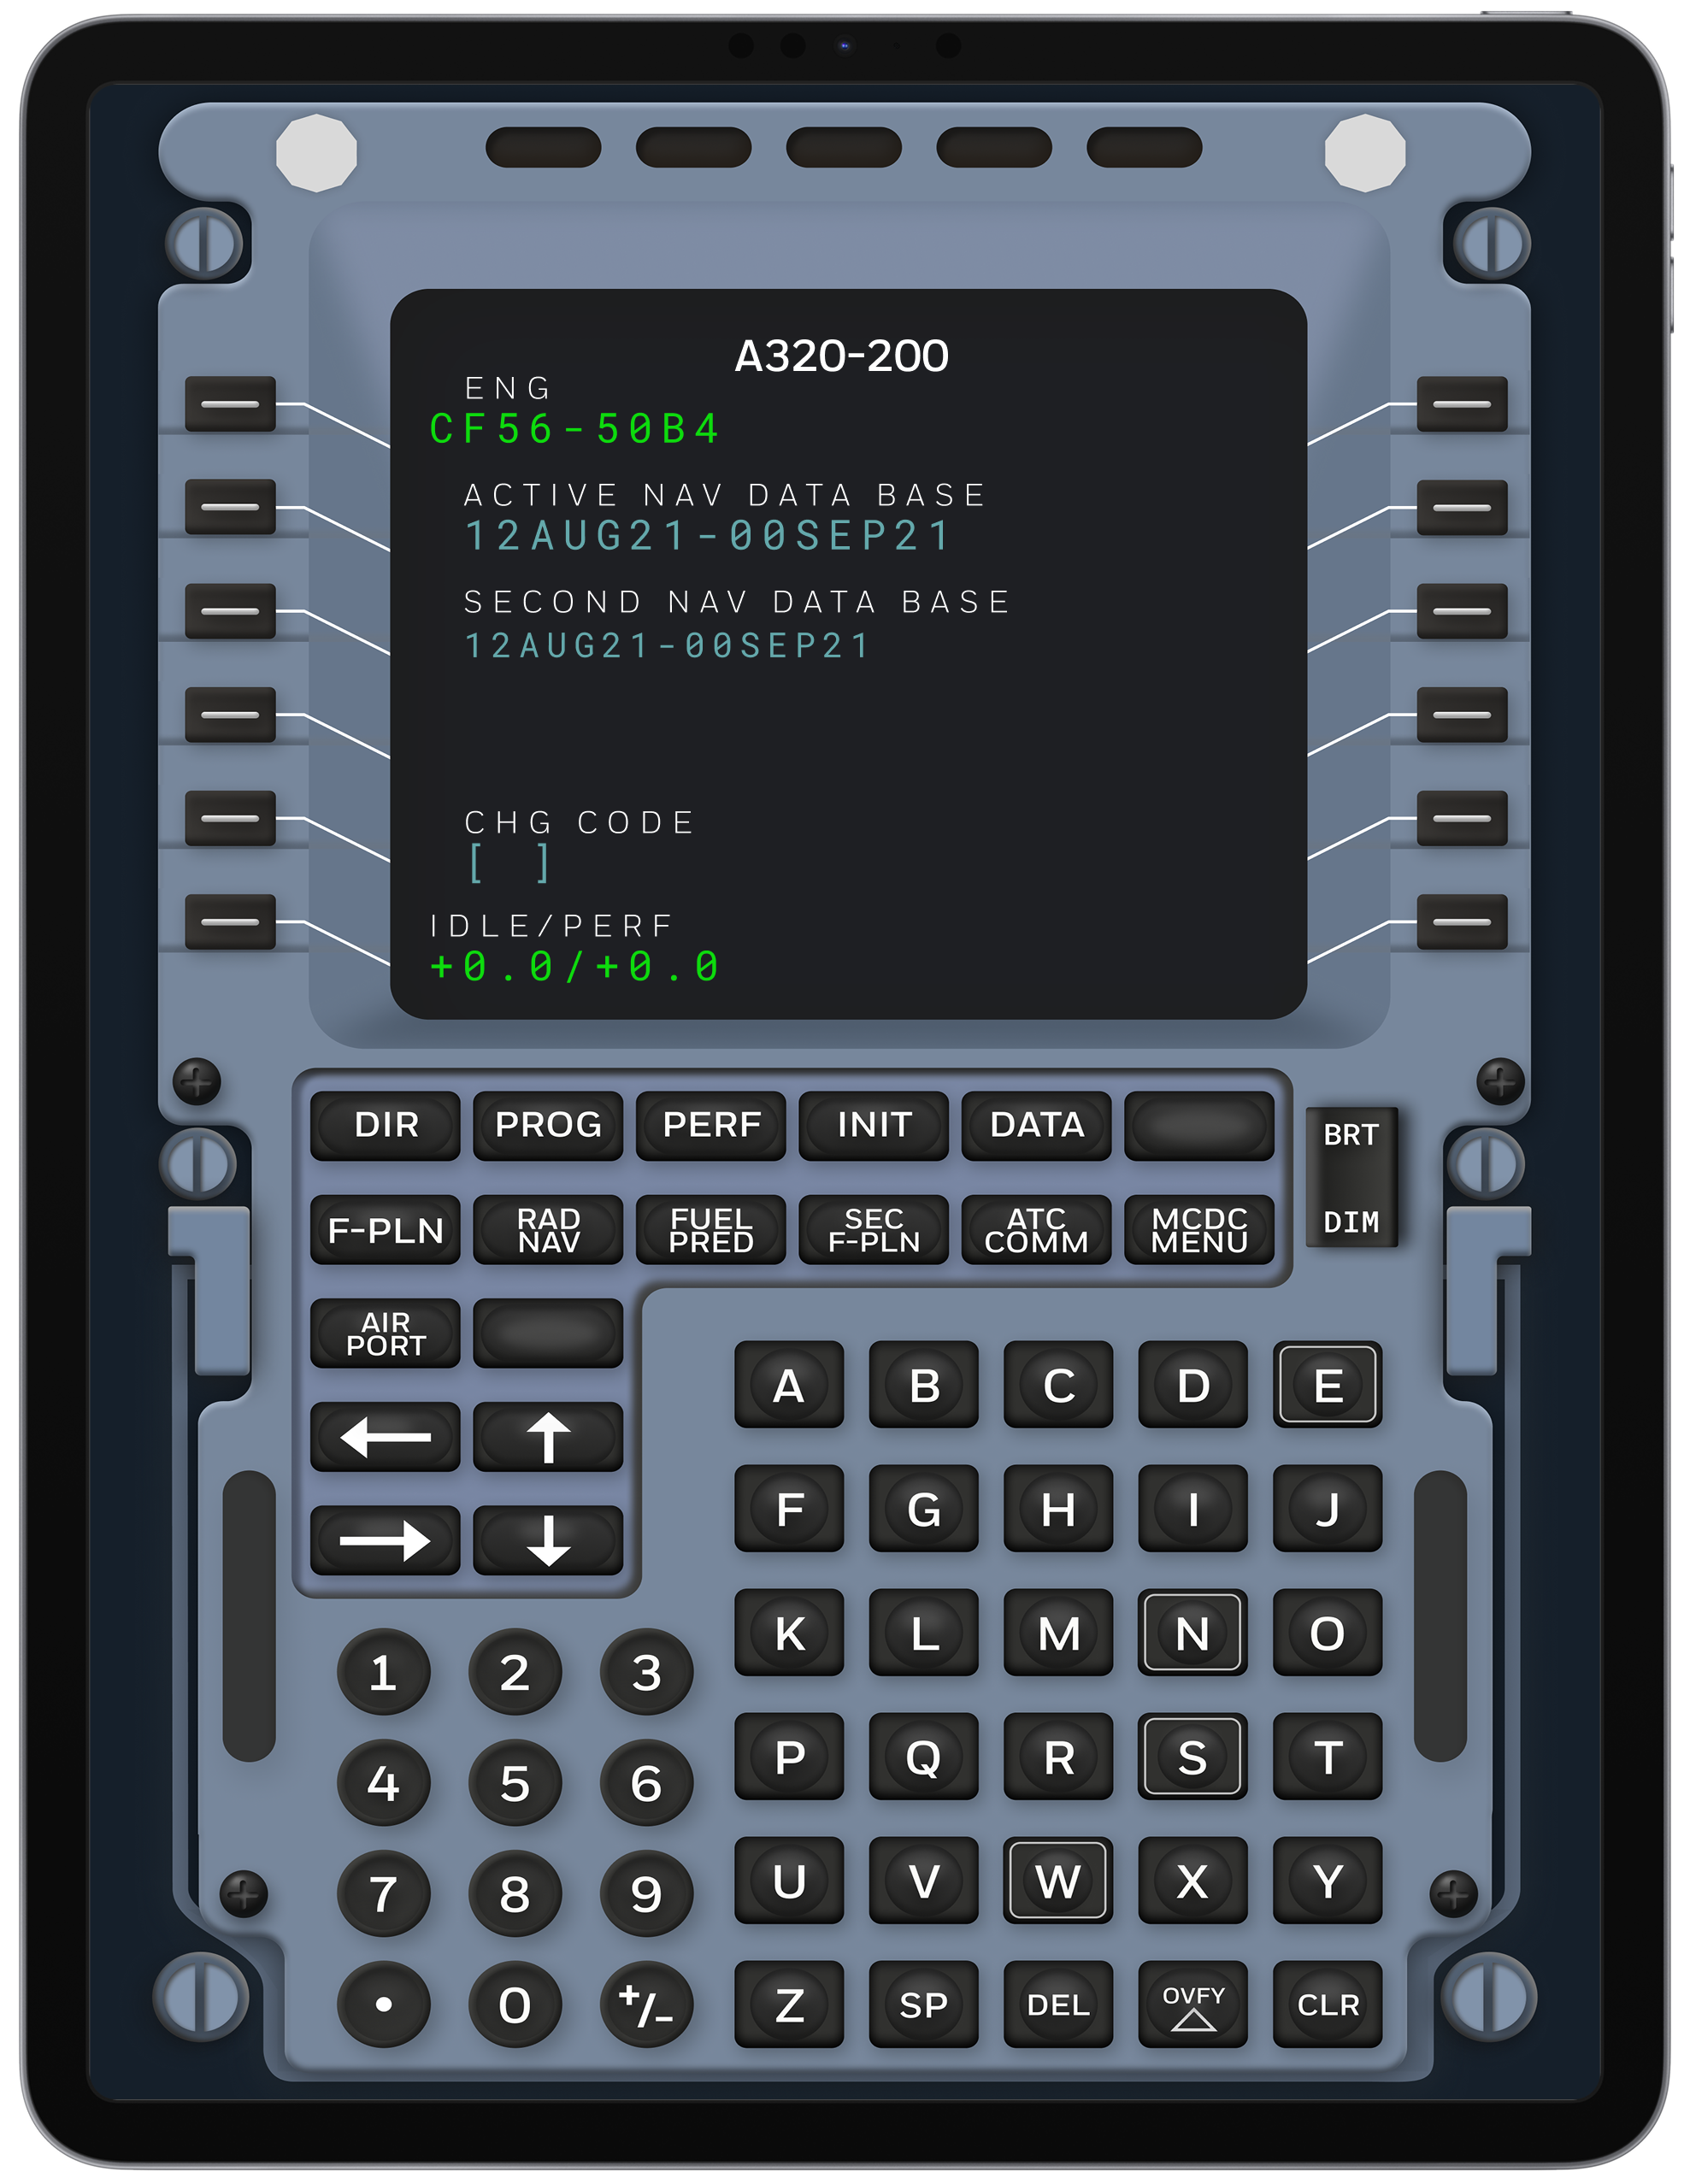 A320-200
ENG
CF56-50B4
ACTIVE NAV DATA BASE
12AUG21-00SEP21
SECOND NAV DATA BASE
12AUG21-00SEP21
CHG CODE
[ ]
IDLE/PERF
+0.0/+0.0
DIR PROG PERF INIT DATA
BRT
DIM
F-PLN RAD NAV FUEL PRED SEC F-PLN ATC COMM MCDC MENU
AIR PORT
← ↑
→ ↓
A B C D E
F G H I J
K L M N O
P Q R S T
U V W X Y
Z SP DEL OVFY △ CLR
1 2 3
4 5 6
7 8 9
• 0 +/-